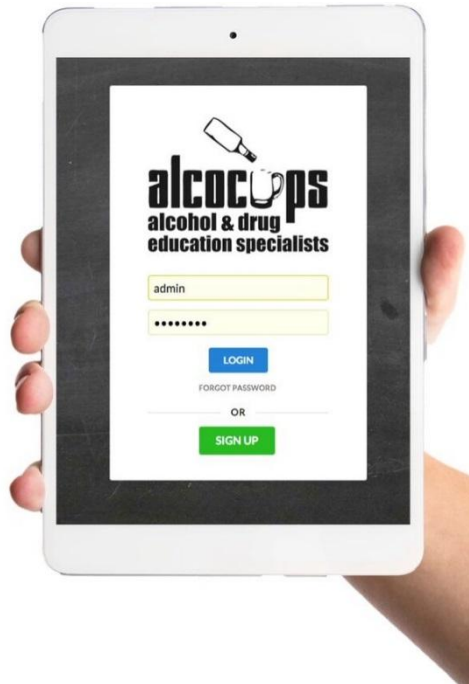 alcocups
alcohol & drug
education specialists
admin
••••••••
LOGIN
FORGOT PASSWORD
OR
SIGN UP